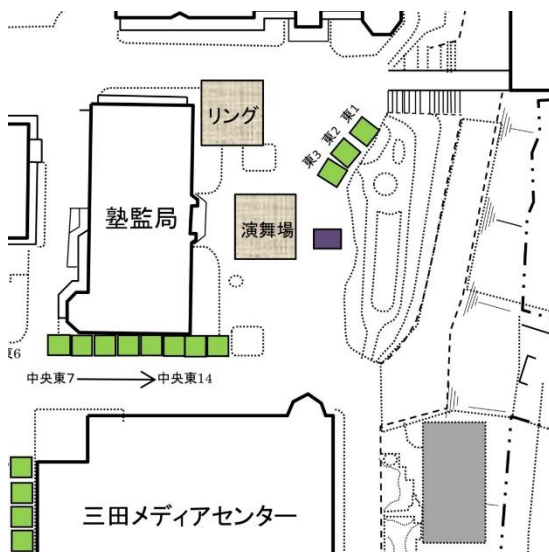 リング
東1
東2
東3
塾監局
演舞場
東6
中央東7
中央東14
三田メディアセンター